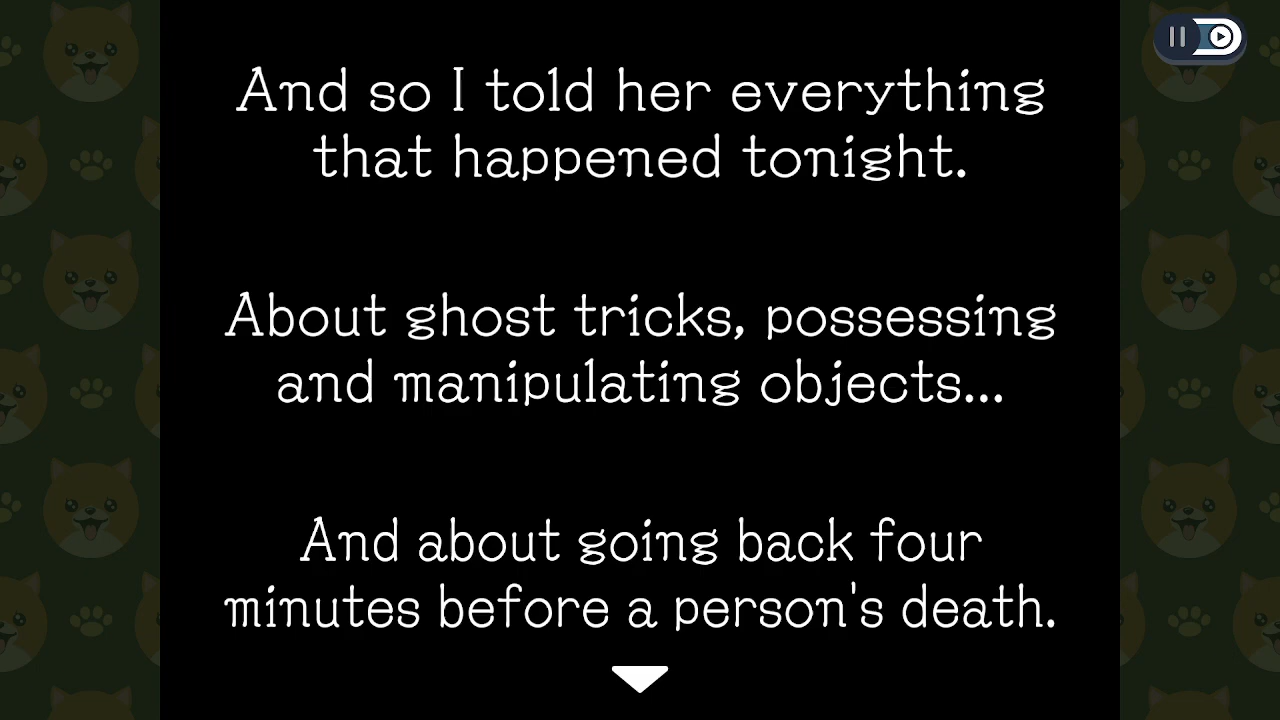 And so I told her everything
that happened tonight.
About ghost tricks, possessing
and manipulating objects...
And about going back four
minutes before a person's death.